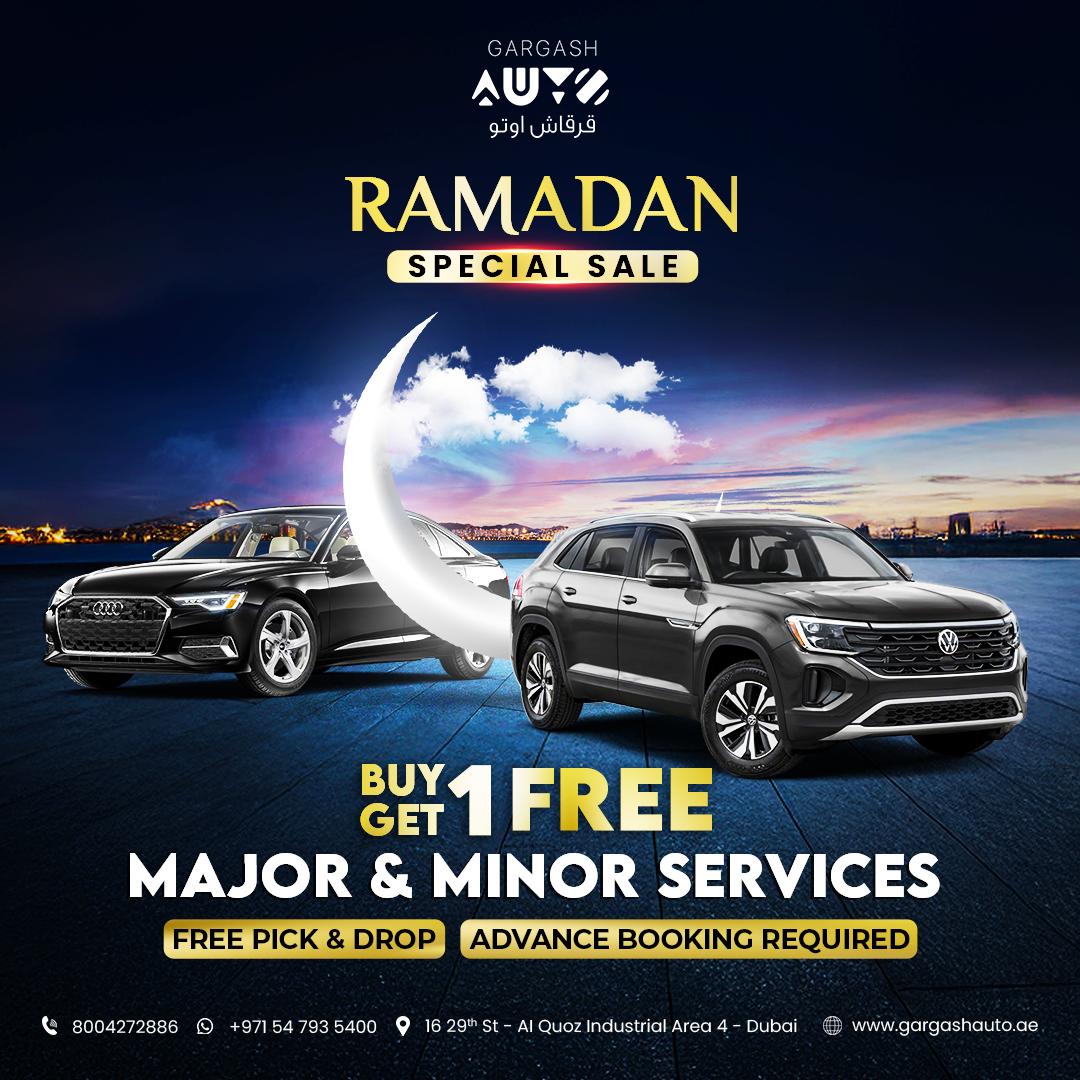 GARGASH
AUTO
قرقاش اوتو
RAMADAN
SPECIAL SALE
BUY GET 1 FREE
MAJOR & MINOR SERVICES
FREE PICK & DROP
ADVANCE BOOKING REQUIRED
8004272886 +971 54 793 5400 16 29th St - Al Quoz Industrial Area 4 - Dubai www.gargashauto.ae